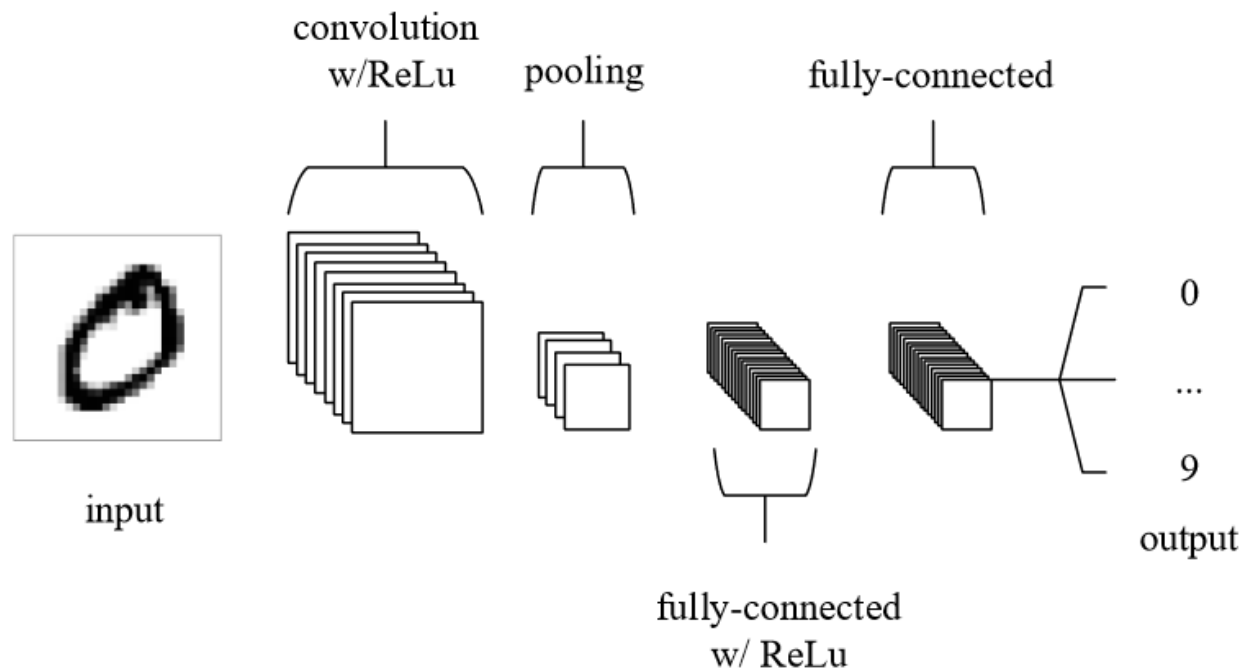 convolution
w/ReLu
pooling
fully-connected
input
0
...
9
output
fully-connected
w/ ReLu